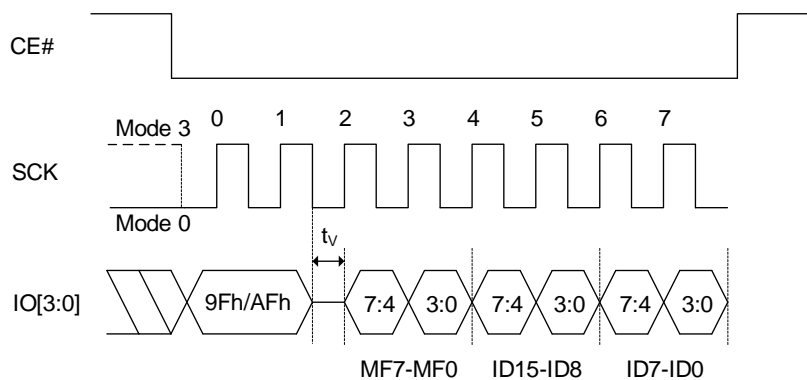 CE#
0 1 2 3 4 5 6 7
Mode 3
SCK
Mode 0
tV
IO[3:0]
9Fh/AFh 7:4 3:0 7:4 3:0 7:4 3:0
MF7-MF0 ID15-ID8 ID7-ID0